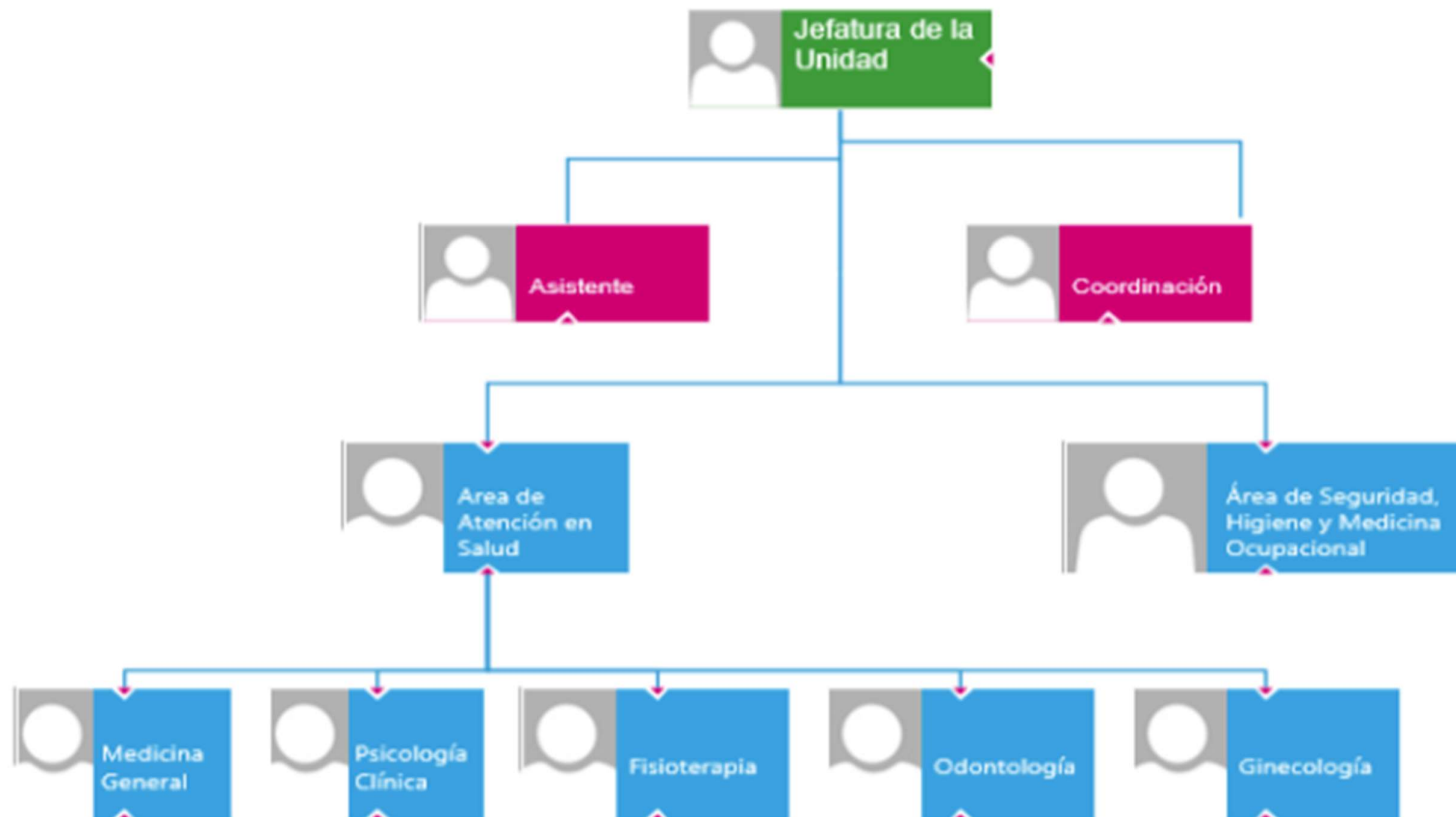 Jefatura de la
Unidad
Asistente
Coordinación
Area de
Atención en
Salud
Área de Seguridad,
Higiene y Medicina
Ocupacional
Medicina
General
Psicología
Clínica
Fisioterapia
Odontología
Ginecología